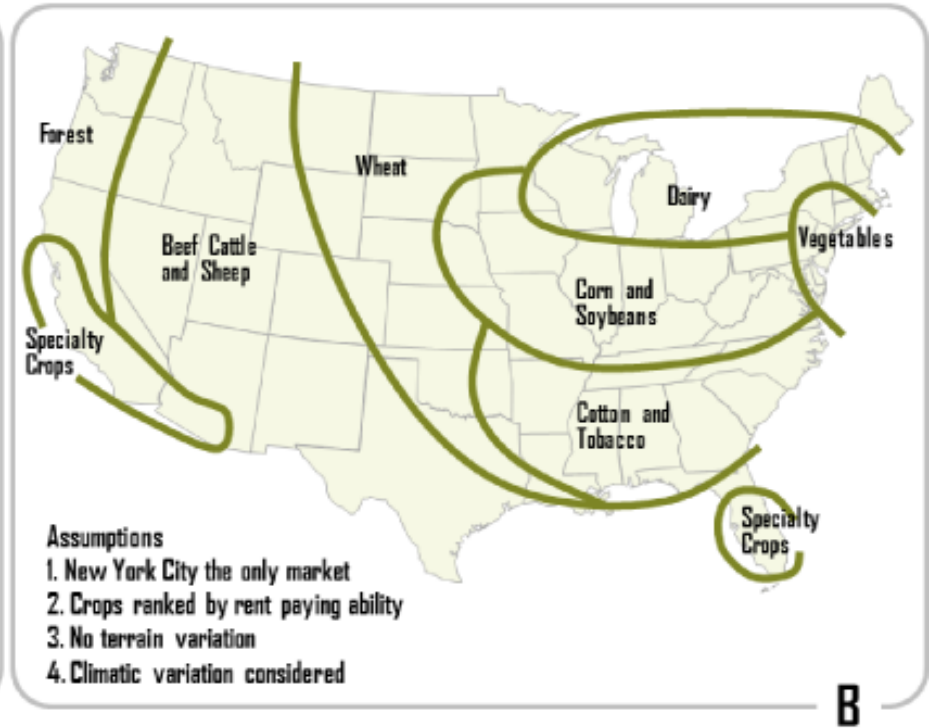 Forest
Wheat
Dairy
Vegetables
Beef Cattle
and Sheep
Corn and
Soybeans
Specialty
Crops
Cotton and
Tobacco
Specialty
Crops
Assumptions
1. New York City the only market
2. Crops ranked by rent paying ability
3. No terrain variation
4. Climatic variation considered
B